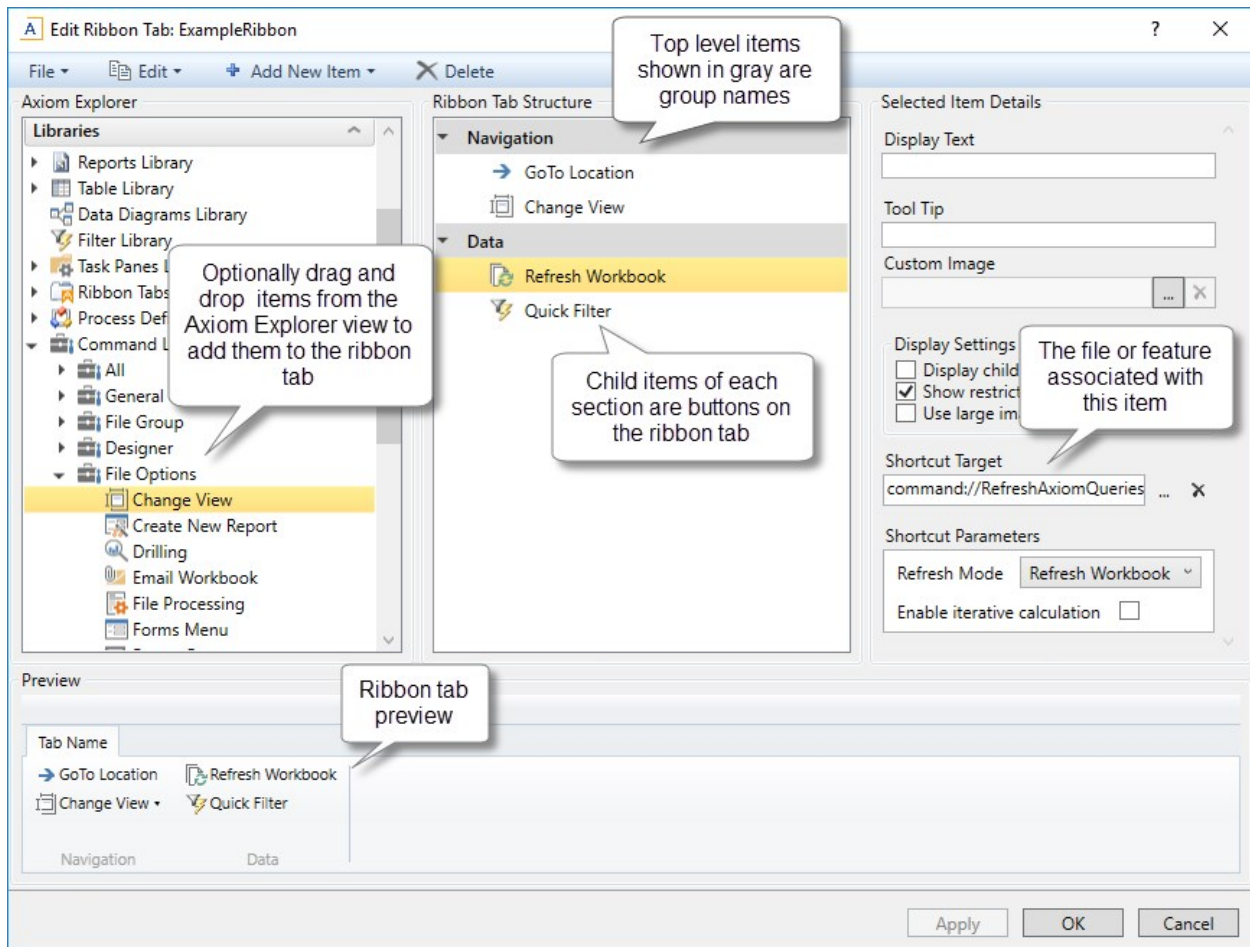 Edit Ribbon Tab: ExampleRibbon
?
File
Edit
Add New Item
Delete
Top level items
shown in gray are
group names
Axiom Explorer
Libraries
Reports Library
Table Library
Data Diagrams Library
Filter Library
Task Panes
Ribbon Tabs
Process
Command
All
General
File Group
Designer
File Options
Change View
Create New Report
Drilling
Email Workbook
File Processing
Forms Menu
Optionally drag and
drop items from the
Axiom Explorer view to
add them to the ribbon
tab
Ribbon Tab Structure
Navigation
GoTo Location
Change View
Data
Refresh Workbook
Quick Filter
Child items of each
section are buttons on
the ribbon tab
Selected Item Details
Display Text
Tool Tip
Custom Image
...
Display Settings
Display child
Show restrict
Use large
The file or feature
associated with
this item
Shortcut Target
command://RefreshAxiomQueries
...
Shortcut Parameters
Refresh Mode Refresh Workbook
Enable iterative calculation
Preview
Ribbon tab
preview
Tab Name
GoTo Location Refresh Workbook
Change View Quick Filter
Navigation Data
Apply OK Cancel